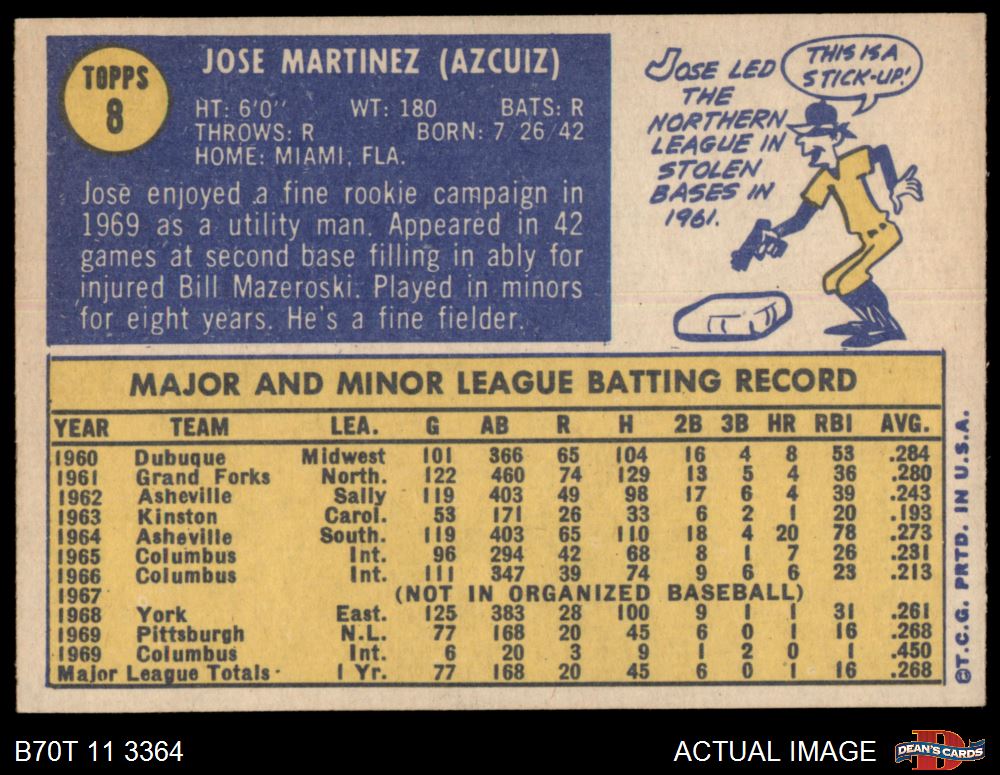 TOPPS
8
JOSE MARTINEZ (AZCUIZ)
HT: 6'0" WT: 180 BATS: R
THROWS: R BORN: 7 26 42
HOME: MIAMI, FLA.
Jose enjoyed a fine rookie campaign in
1969 as a utility man. Appeared in 42
games at second base filling in ably for
injured Bill Mazeroski. Played in minors
for eight years. He's a fine fielder.
JOSE LED
THE
NORTHERN
LEAGUE IN
STOLEN
BASES IN
1961.
THIS IS A
STICK-UP!
MAJOR AND MINOR LEAGUE BATTING RECORD
YEAR TEAM LEA. G AB R H 2B 3B HR RBI AVG.
1960 Dubuque Midwest 101 366 65 104 16 4 8 53 .284
1961 Grand Forks North. 122 460 74 129 13 5 4 36 .280
1962 Asheville Sally 119 403 49 98 17 6 4 39 .243
1963 Kinston Carol. 53 171 26 33 6 2 1 20 .193
1964 Asheville South. 119 403 65 110 18 4 20 78 .273
1965 Columbus Int. 96 294 42 68 8 1 7 26 .231
1966 Columbus Int. 111 347 39 74 9 6 6 23 .213
1967 (NOT IN ORGANIZED BASEBALL)
1968 York East. 125 383 28 100 9 1 1 31 .261
1969 Pittsburgh N.L. 77 168 20 45 6 0 1 16 .268
1969 Columbus Int. 6 20 3 9 1 2 0 1 .450
Major League Totals 1 Yr. 77 168 20 45 6 0 1 16 .268
©T.C.G. PRTD. IN U.S.A.
B70T 11 3364
ACTUAL IMAGE
DEAN'S CARDS